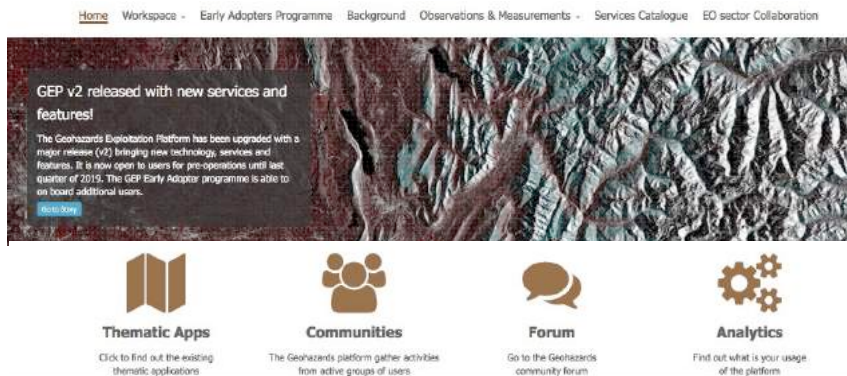 Home Workspace - Early Adopters Programme Background Observations & Measurements - Services Catalogue EO sector Collaboration
GEP v2 released with new services and
features!
The Geohazards Exploitation Platform has been upgraded with a
major release (v2) bringing new technology, services and
features. It is now open to users for pre-operations until last
quarter of 2019. The GEP Early Adopter programme is able to
on board additional users.
Go to Story
Thematic Apps
Click to find out the existing
thematic applications
Communities
The Geohazards platform gather activities
from active groups of users
Forum
Go to the Geohazards
community forum
Analytics
Find out what is your usage
of the platform